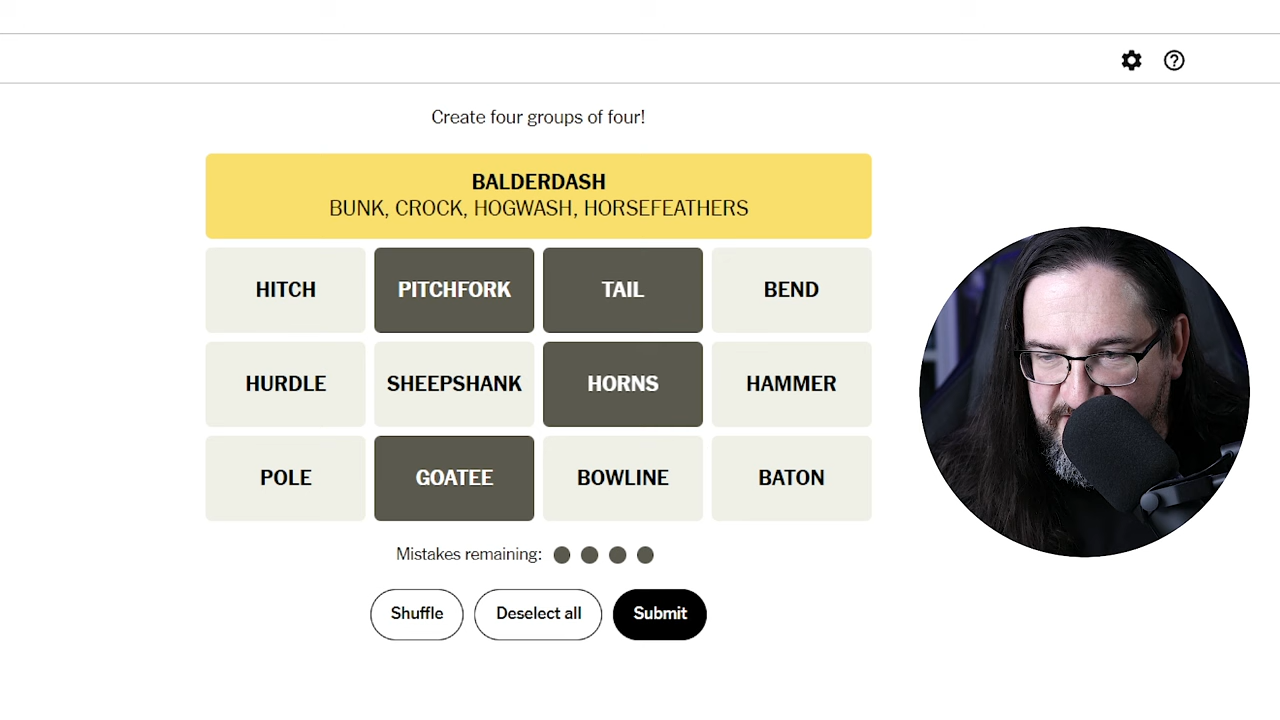 Create four groups of four!
BALDERDASH
BUNK, CROCK, HOGWASH, HORSEFEATHERS
HITCH PITCHFORK TAIL BEND
HURDLE SHEEPSHANK HORNS HAMMER
POLE GOATEE BOWLINE BATON
Mistakes remaining:
Shuffle Deselect all Submit